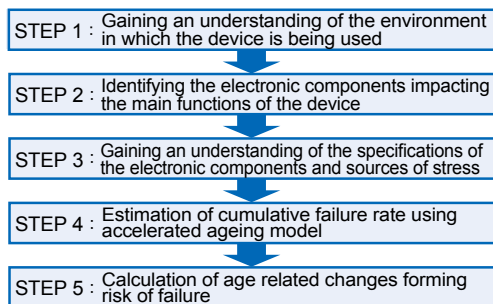 STEP 1 : Gaining an understanding of the environment
in which the device is being used
STEP 2 : Identifying the electronic components impacting
the main functions of the device
STEP 3 : Gaining an understanding of the specifications of
the electronic components and sources of stress
STEP 4 : Estimation of cumulative failure rate using
accelerated ageing model
STEP 5 : Calculation of age related changes forming
risk of failure